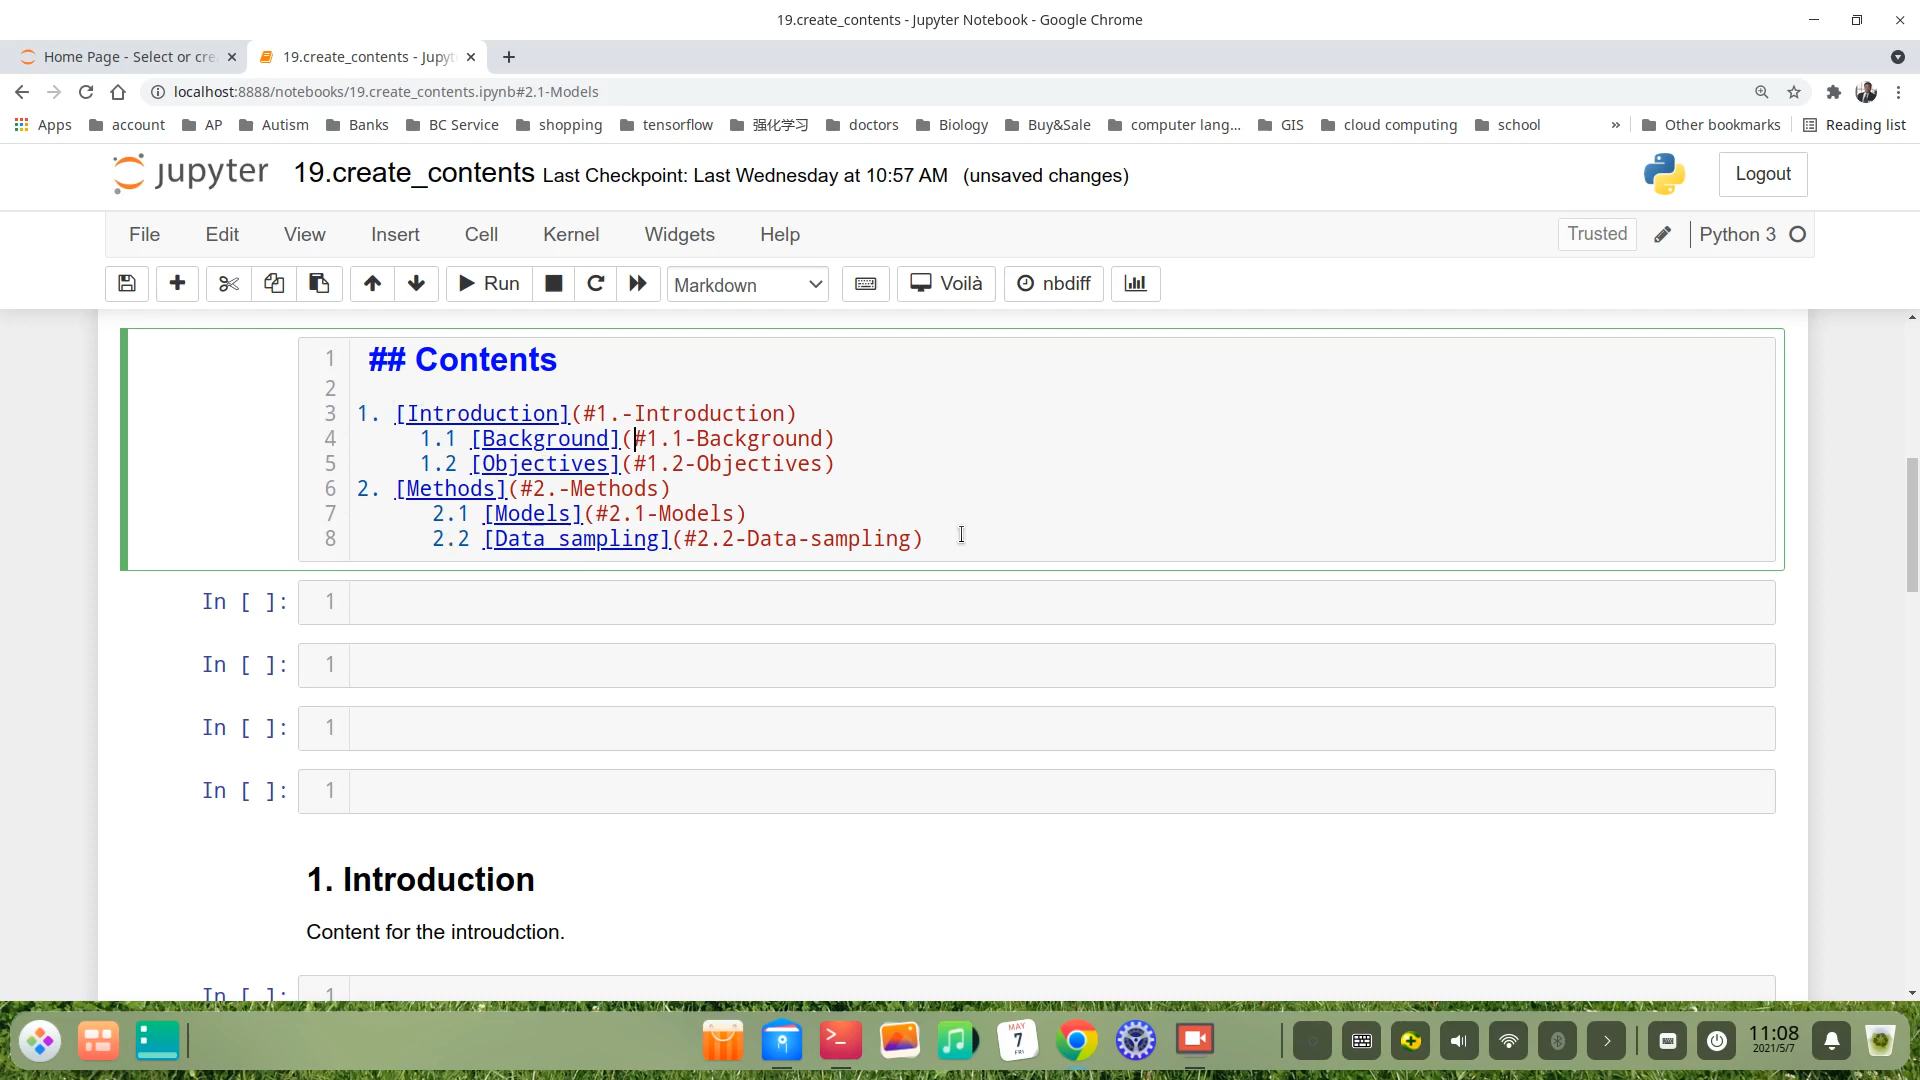 19.create_contents - Jupyter Notebook - Google Chrome
Home Page - Select or cre
19.create_contents - Jupyt
localhost:8888/notebooks/19.create_contents.ipynb#2.1-Models
Apps account AP Autism Banks BC Service shopping tensorflow 强化学习 doctors Biology Buy&Sale computer lang... GIS cloud computing school » Other bookmarks Reading list
jupyter 19.create_contents Last Checkpoint: Last Wednesday at 10:57 AM (unsaved changes) Logout
File Edit View Insert Cell Kernel Widgets Help Trusted Python 3
Run Markdown Voilà nbdiff
1 ## Contents
2
3 1. [Introduction](#1.-Introduction)
4 1.1 [Background](#1.1-Background)
5 1.2 [Objectives](#1.2-Objectives)
6 2. [Methods](#2.-Methods)
7 2.1 [Models](#2.1-Models)
8 2.2 [Data sampling](#2.2-Data-sampling)
In [ ]: 1
In [ ]: 1
In [ ]: 1
In [ ]: 1
1. Introduction
Content for the introudction.
In [ ]: 1
MAY
7
FRI
11:08
2021/5/7